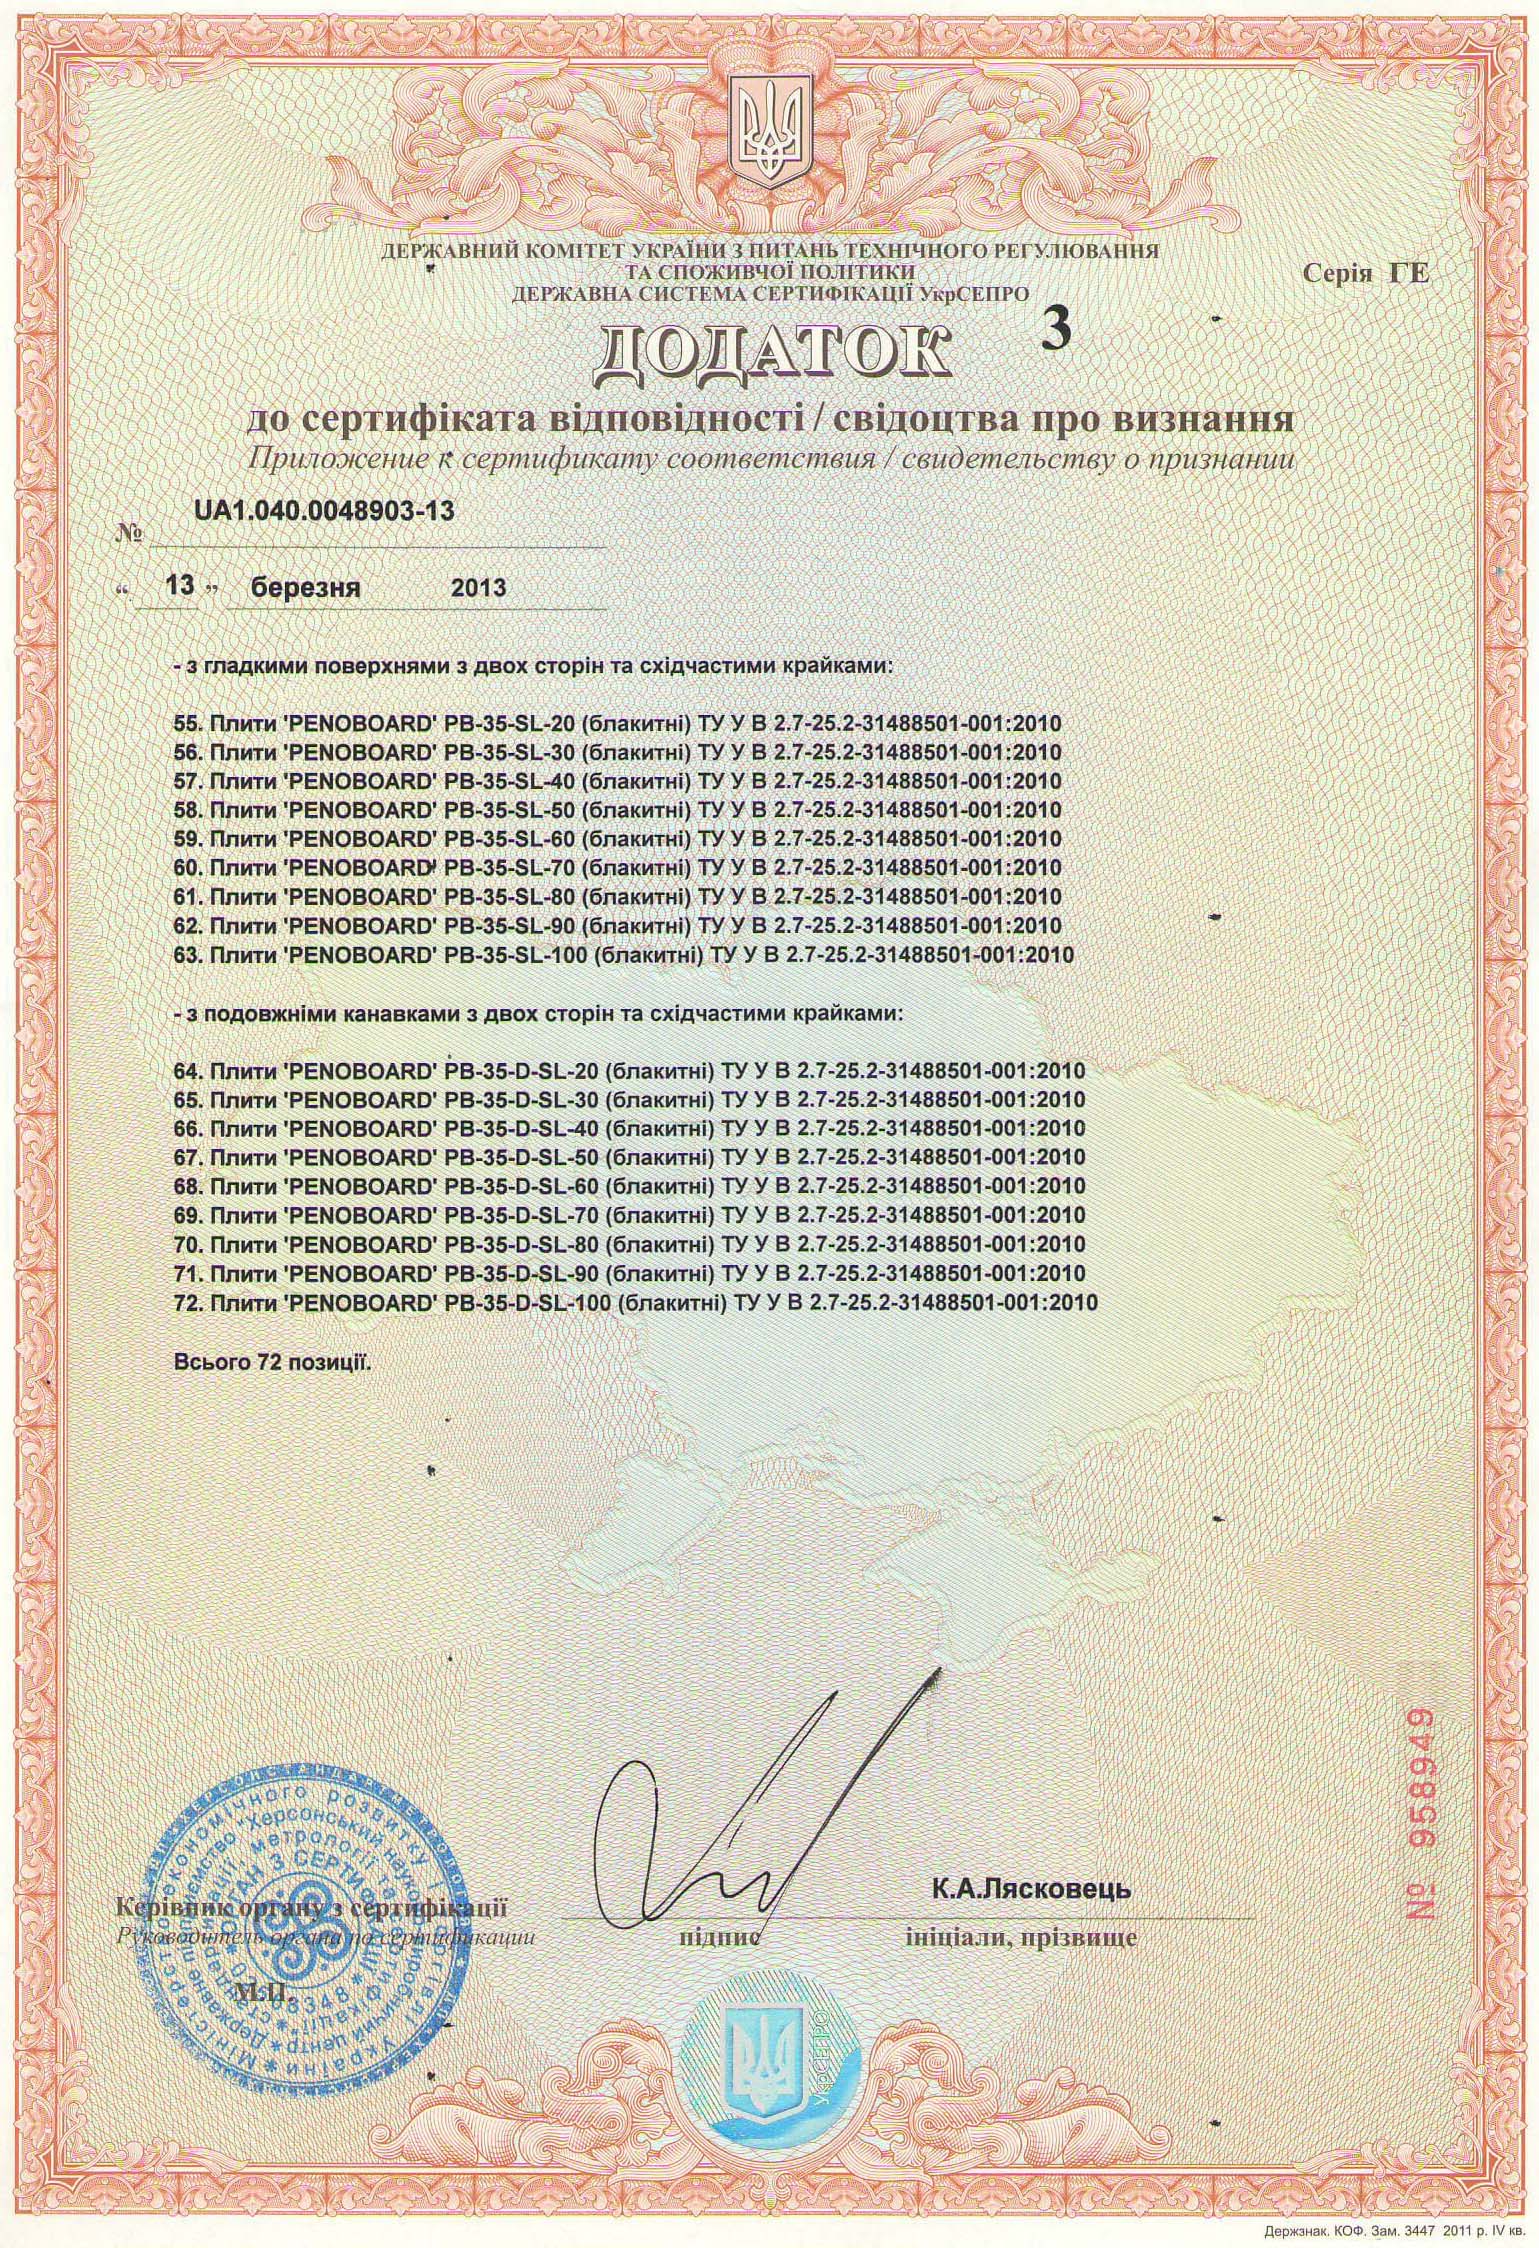 ДЕРЖАВНИЙ КОМІТЕТ УКРАЇНИ З ПИТАНЬ ТЕХНІЧНОГО РЕГУЛЮВАННЯ
ТА СПОЖИВЧОЇ ПОЛІТИКИ
ДЕРЖАВНА СИСТЕМА СЕРТИФІКАЦІЇ УкрСЕПРО
Серія ГЕ
ДОДАТОК 3
до сертифіката відповідності / свідоцтва про визнання
Приложение к сертификату соответствия / свидетельству о признании
№ UA1.040.0048903-13
“ 13 ” березня 2013
- з гладкими поверхнями з двох сторін та східчастими крайками:
55. Плити 'PENOBOARD' PB-35-SL-20 (блакитні) ТУ У В 2.7-25.2-31488501-001:2010
56. Плити 'PENOBOARD' PB-35-SL-30 (блакитні) ТУ У В 2.7-25.2-31488501-001:2010
57. Плити 'PENOBOARD' PB-35-SL-40 (блакитні) ТУ У В 2.7-25.2-31488501-001:2010
58. Плити 'PENOBOARD' PB-35-SL-50 (блакитні) ТУ У В 2.7-25.2-31488501-001:2010
59. Плити 'PENOBOARD' PB-35-SL-60 (блакитні) ТУ У В 2.7-25.2-31488501-001:2010
60. Плити 'PENOBOARD' PB-35-SL-70 (блакитні) ТУ У В 2.7-25.2-31488501-001:2010
61. Плити 'PENOBOARD' PB-35-SL-80 (блакитні) ТУ У В 2.7-25.2-31488501-001:2010
62. Плити 'PENOBOARD' PB-35-SL-90 (блакитні) ТУ У В 2.7-25.2-31488501-001:2010
63. Плити 'PENOBOARD' PB-35-SL-100 (блакитні) ТУ У В 2.7-25.2-31488501-001:2010
- з подовжніми канавками з двох сторін та східчастими крайками:
64. Плити 'PENOBOARD' PB-35-D-SL-20 (блакитні) ТУ У В 2.7-25.2-31488501-001:2010
65. Плити 'PENOBOARD' PB-35-D-SL-30 (блакитні) ТУ У В 2.7-25.2-31488501-001:2010
66. Плити 'PENOBOARD' PB-35-D-SL-40 (блакитні) ТУ У В 2.7-25.2-31488501-001:2010
67. Плити 'PENOBOARD' PB-35-D-SL-50 (блакитні) ТУ У В 2.7-25.2-31488501-001:2010
68. Плити 'PENOBOARD' PB-35-D-SL-60 (блакитні) ТУ У В 2.7-25.2-31488501-001:2010
69. Плити 'PENOBOARD' PB-35-D-SL-70 (блакитні) ТУ У В 2.7-25.2-31488501-001:2010
70. Плити 'PENOBOARD' PB-35-D-SL-80 (блакитні) ТУ У В 2.7-25.2-31488501-001:2010
71. Плити 'PENOBOARD' PB-35-D-SL-90 (блакитні) ТУ У В 2.7-25.2-31488501-001:2010
72. Плити 'PENOBOARD' PB-35-D-SL-100 (блакитні) ТУ У В 2.7-25.2-31488501-001:2010
Всього 72 позиції.
№ 958949
К.А.Лясковець
Керівник органу з сертифікації
Руководитель органа по сертификации
підпис
ініціали, прізвище
М.П.
УкрСЕПРО
Держзнак. КОФ. Зам. 3447 2011 р. IV кв.